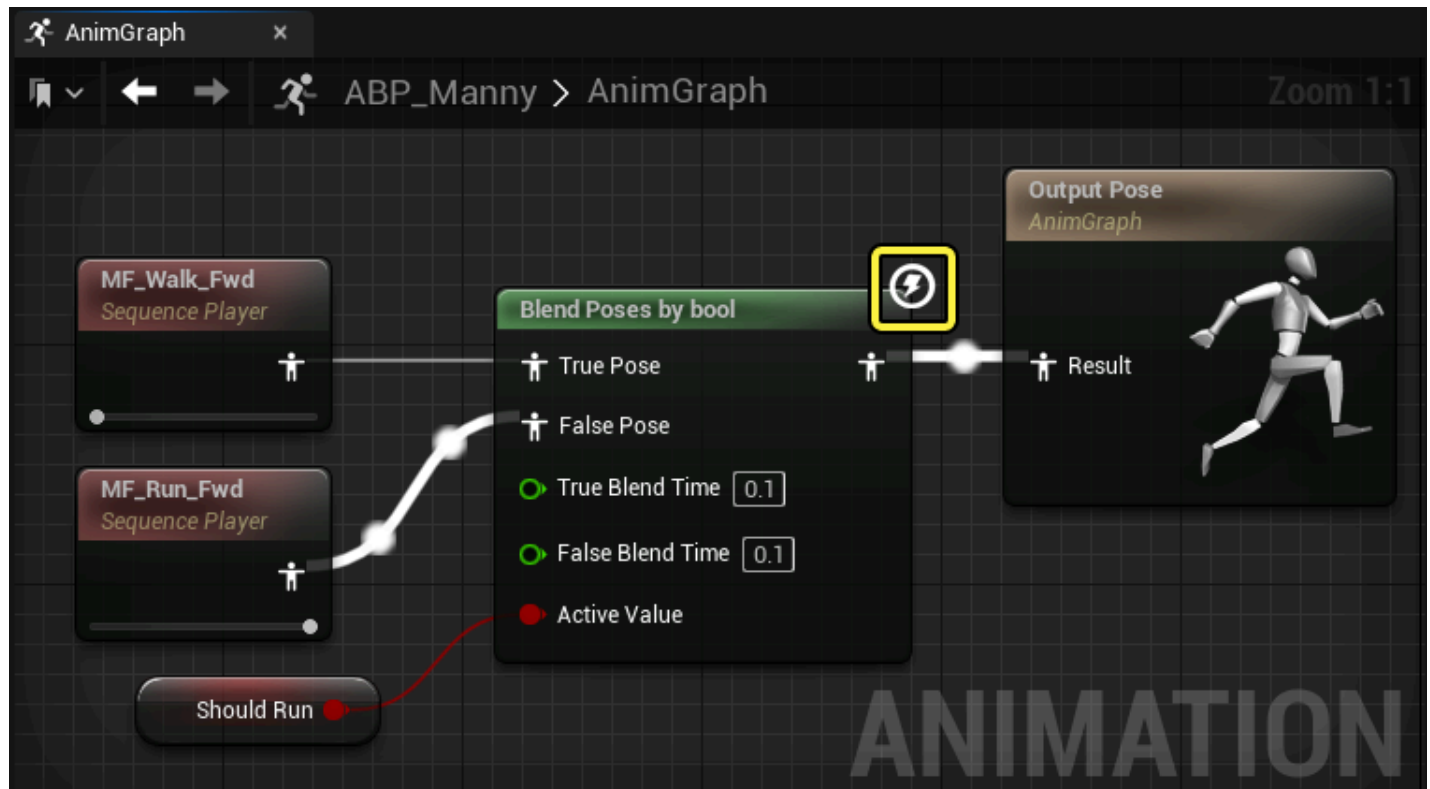 AnimGraph
ABP_Manny > AnimGraph
Zoom 1:1
Output Pose
AnimGraph
MF_Walk_Fwd
Sequence Player
Blend Poses by bool
True Pose
Result
False Pose
MF_Run_Fwd
Sequence Player
True Blend Time 0.1
False Blend Time 0.1
Active Value
Should Run
ANIMATION